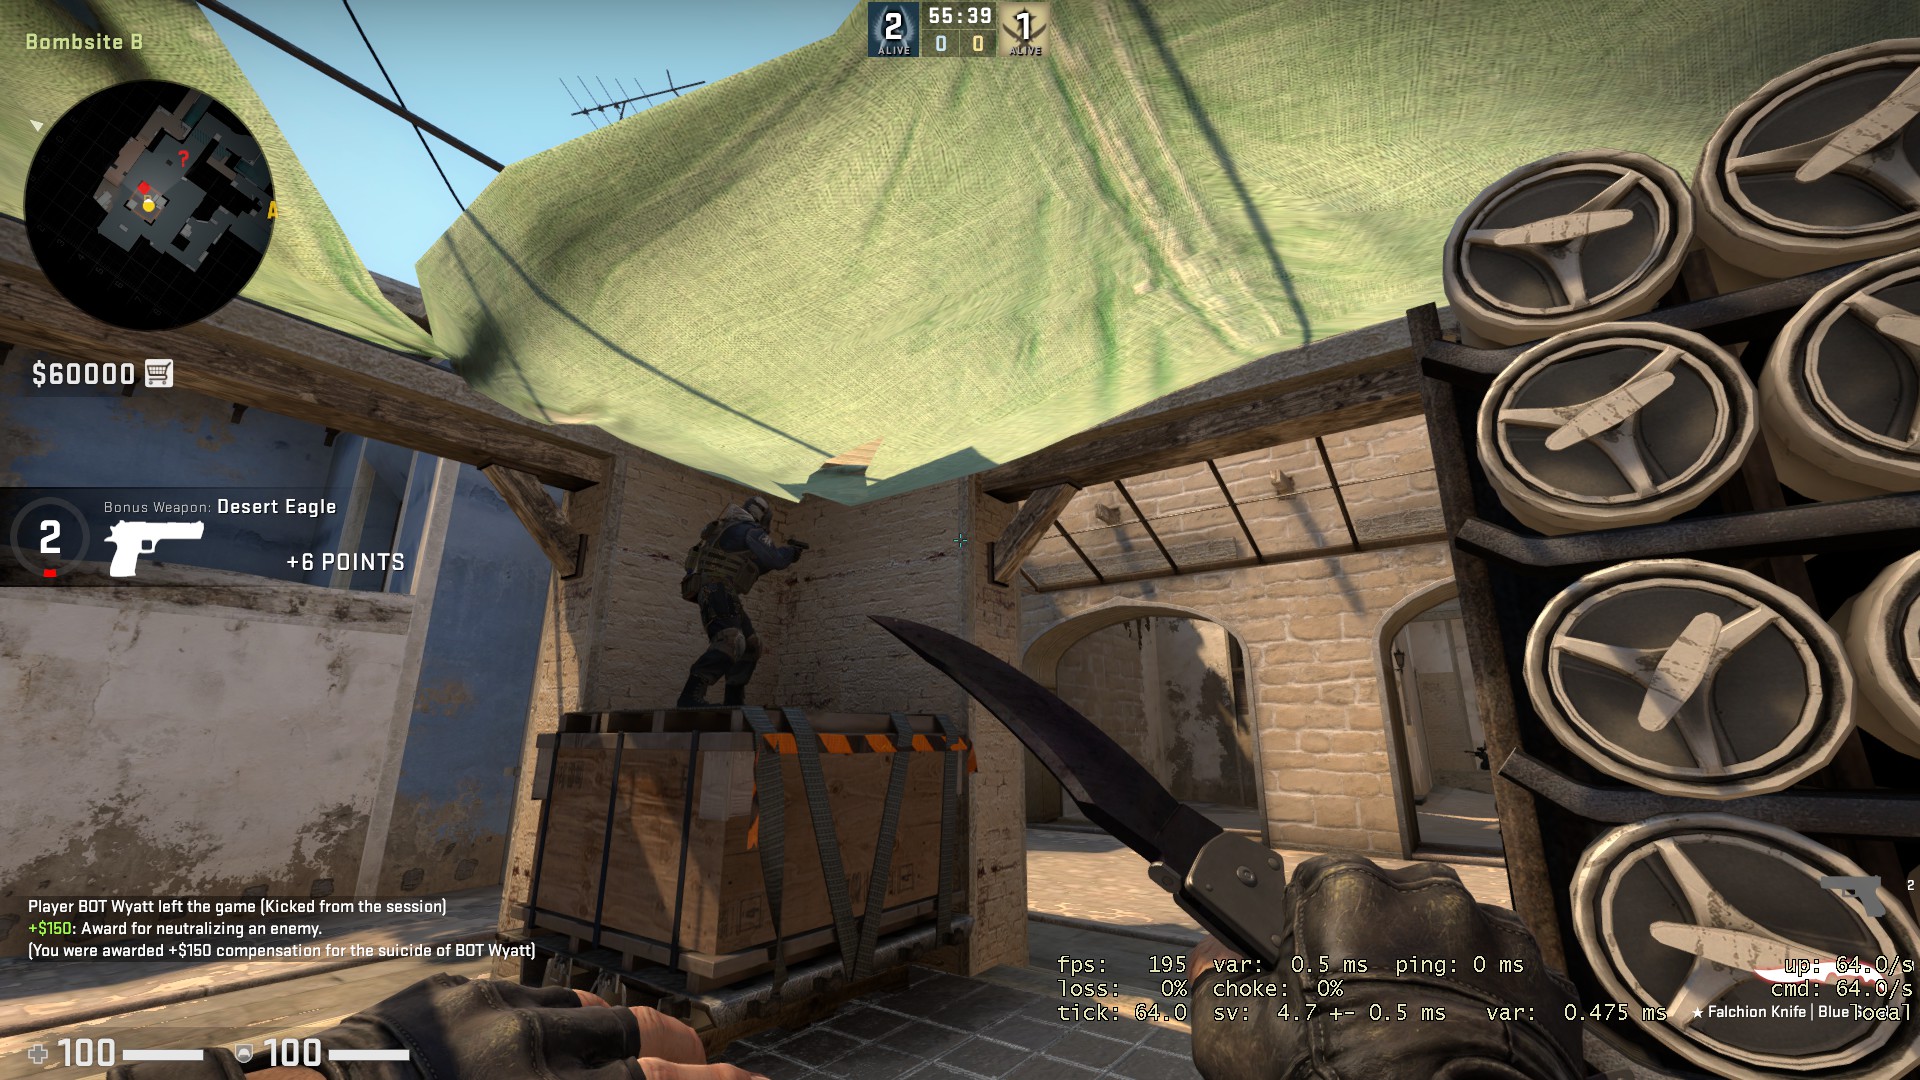 Bombsite B
2 55:39 1
ALIVE 0 0 ALIVE
?
A
$60000
Bonus Weapon: Desert Eagle
2
+6 POINTS
Player BOT Wyatt left the game (Kicked from the session)
+$150: Award for neutralizing an enemy.
(You were awarded +$150 compensation for the suicide of BOT Wyatt)
2
fps: 195 var: 0.5 ms ping: 0 ms up: 64.0/s
loss: 0% choke: 0% cmd: 64.0/s
tick: 64.0 sv: 4.7 +- 0.5 ms var: 0.475 ms local
★ Falchion Knife | Blue
100 100